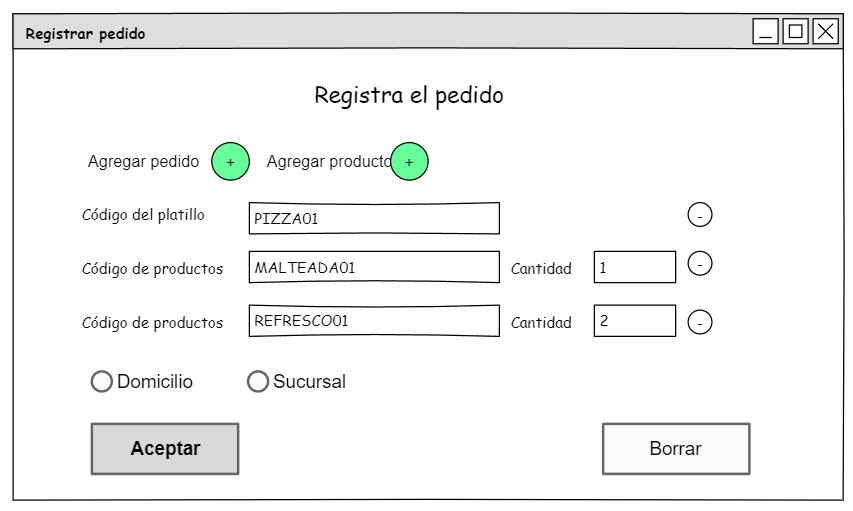 Registrar pedido
Registra el pedido
Agregar pedido + Agregar producto +
Código del platillo PIZZA01 -
Código de productos MALTEADA01 Cantidad 1 -
Código de productos REFRESCO01 Cantidad 2 -
Domicilio Sucursal
Aceptar Borrar